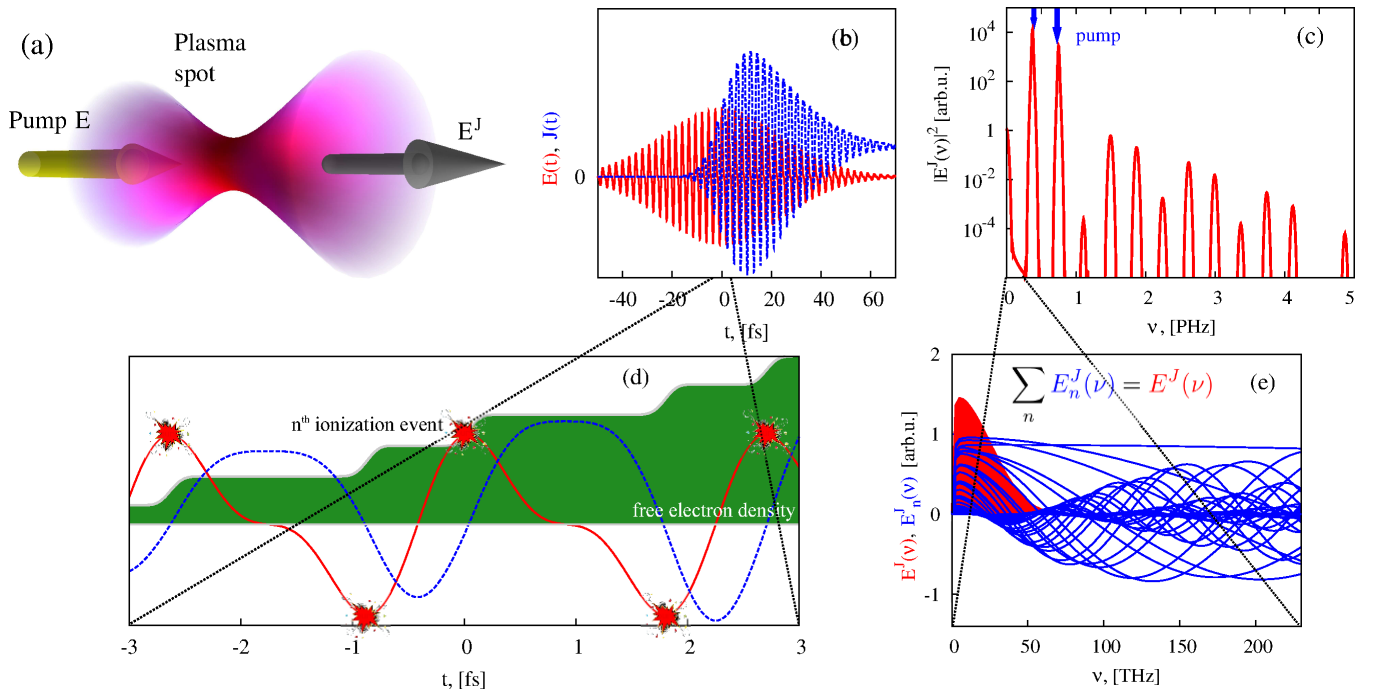 (a)
Plasma
spot
Pump E
E^J
(b)
E(t), J(t)
0
-40 -20 0 20 40 60
t, [fs]
(c)
pump
|E^J(ν)|^2 [arb.u.]
10^4
10^2
1
10^-2
10^-4
0 1 2 3 4 5
ν, [PHz]
(d)
n^th ionization event
free electron density
-3 -2 -1 0 1 2 3
t, [fs]
(e)
∑_n E_n^J(ν) = E^J(ν)
E^J(ν), E_n^J(ν) [arb.u.]
2
1
0
-1
0 50 100 150 200
ν, [THz]